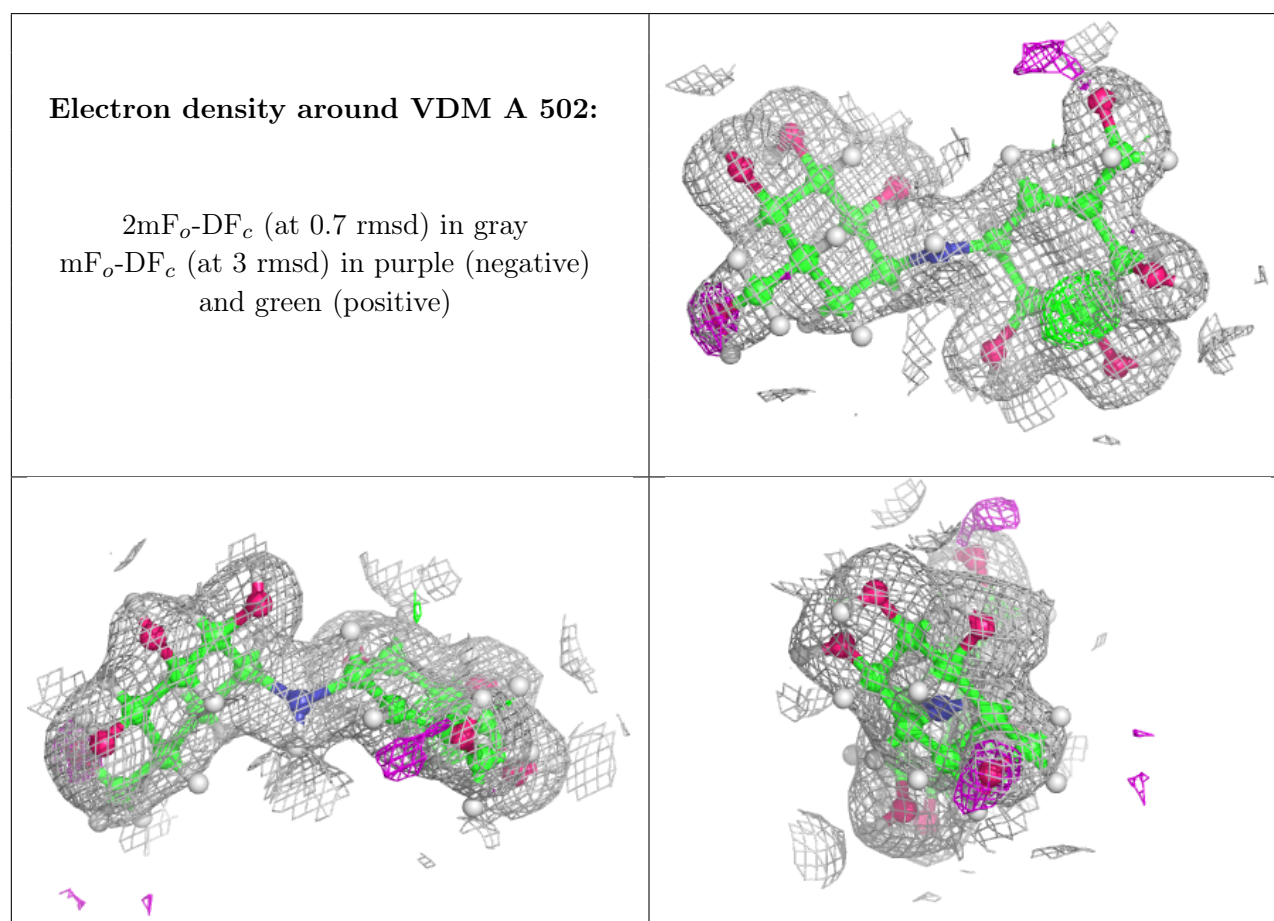 Electron density around VDM A 502:
2mFo-DFc (at 0.7 rmsd) in gray
mFo-DFc (at 3 rmsd) in purple (negative)
and green (positive)